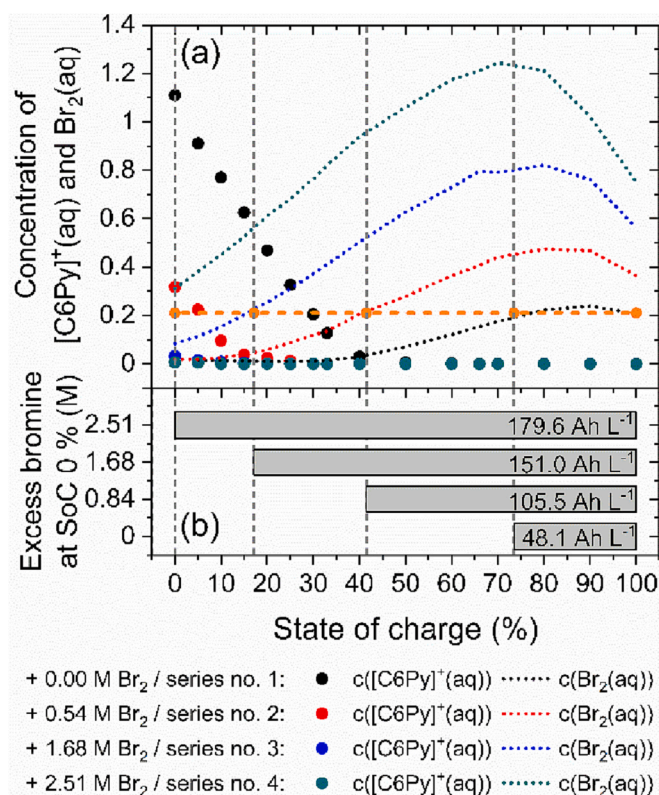 (a)
Concentration of
[C6Py]⁺(aq) and Br₂(aq)
1.4
1.2
1
0.8
0.6
0.4
0.2
0
Excess bromine
at SoC 0 % (M)
2.51
1.68
0.84
0
179.6 Ah L⁻¹
151.0 Ah L⁻¹
105.5 Ah L⁻¹
48.1 Ah L⁻¹
(b)
0 10 20 30 40 50 60 70 80 90 100
State of charge (%)
+ 0.00 M Br₂ / series no. 1: c([C6Py]⁺(aq)) c(Br₂(aq))
+ 0.54 M Br₂ / series no. 2: c([C6Py]⁺(aq)) c(Br₂(aq))
+ 1.68 M Br₂ / series no. 3: c([C6Py]⁺(aq)) c(Br₂(aq))
+ 2.51 M Br₂ / series no. 4: c([C6Py]⁺(aq)) c(Br₂(aq))